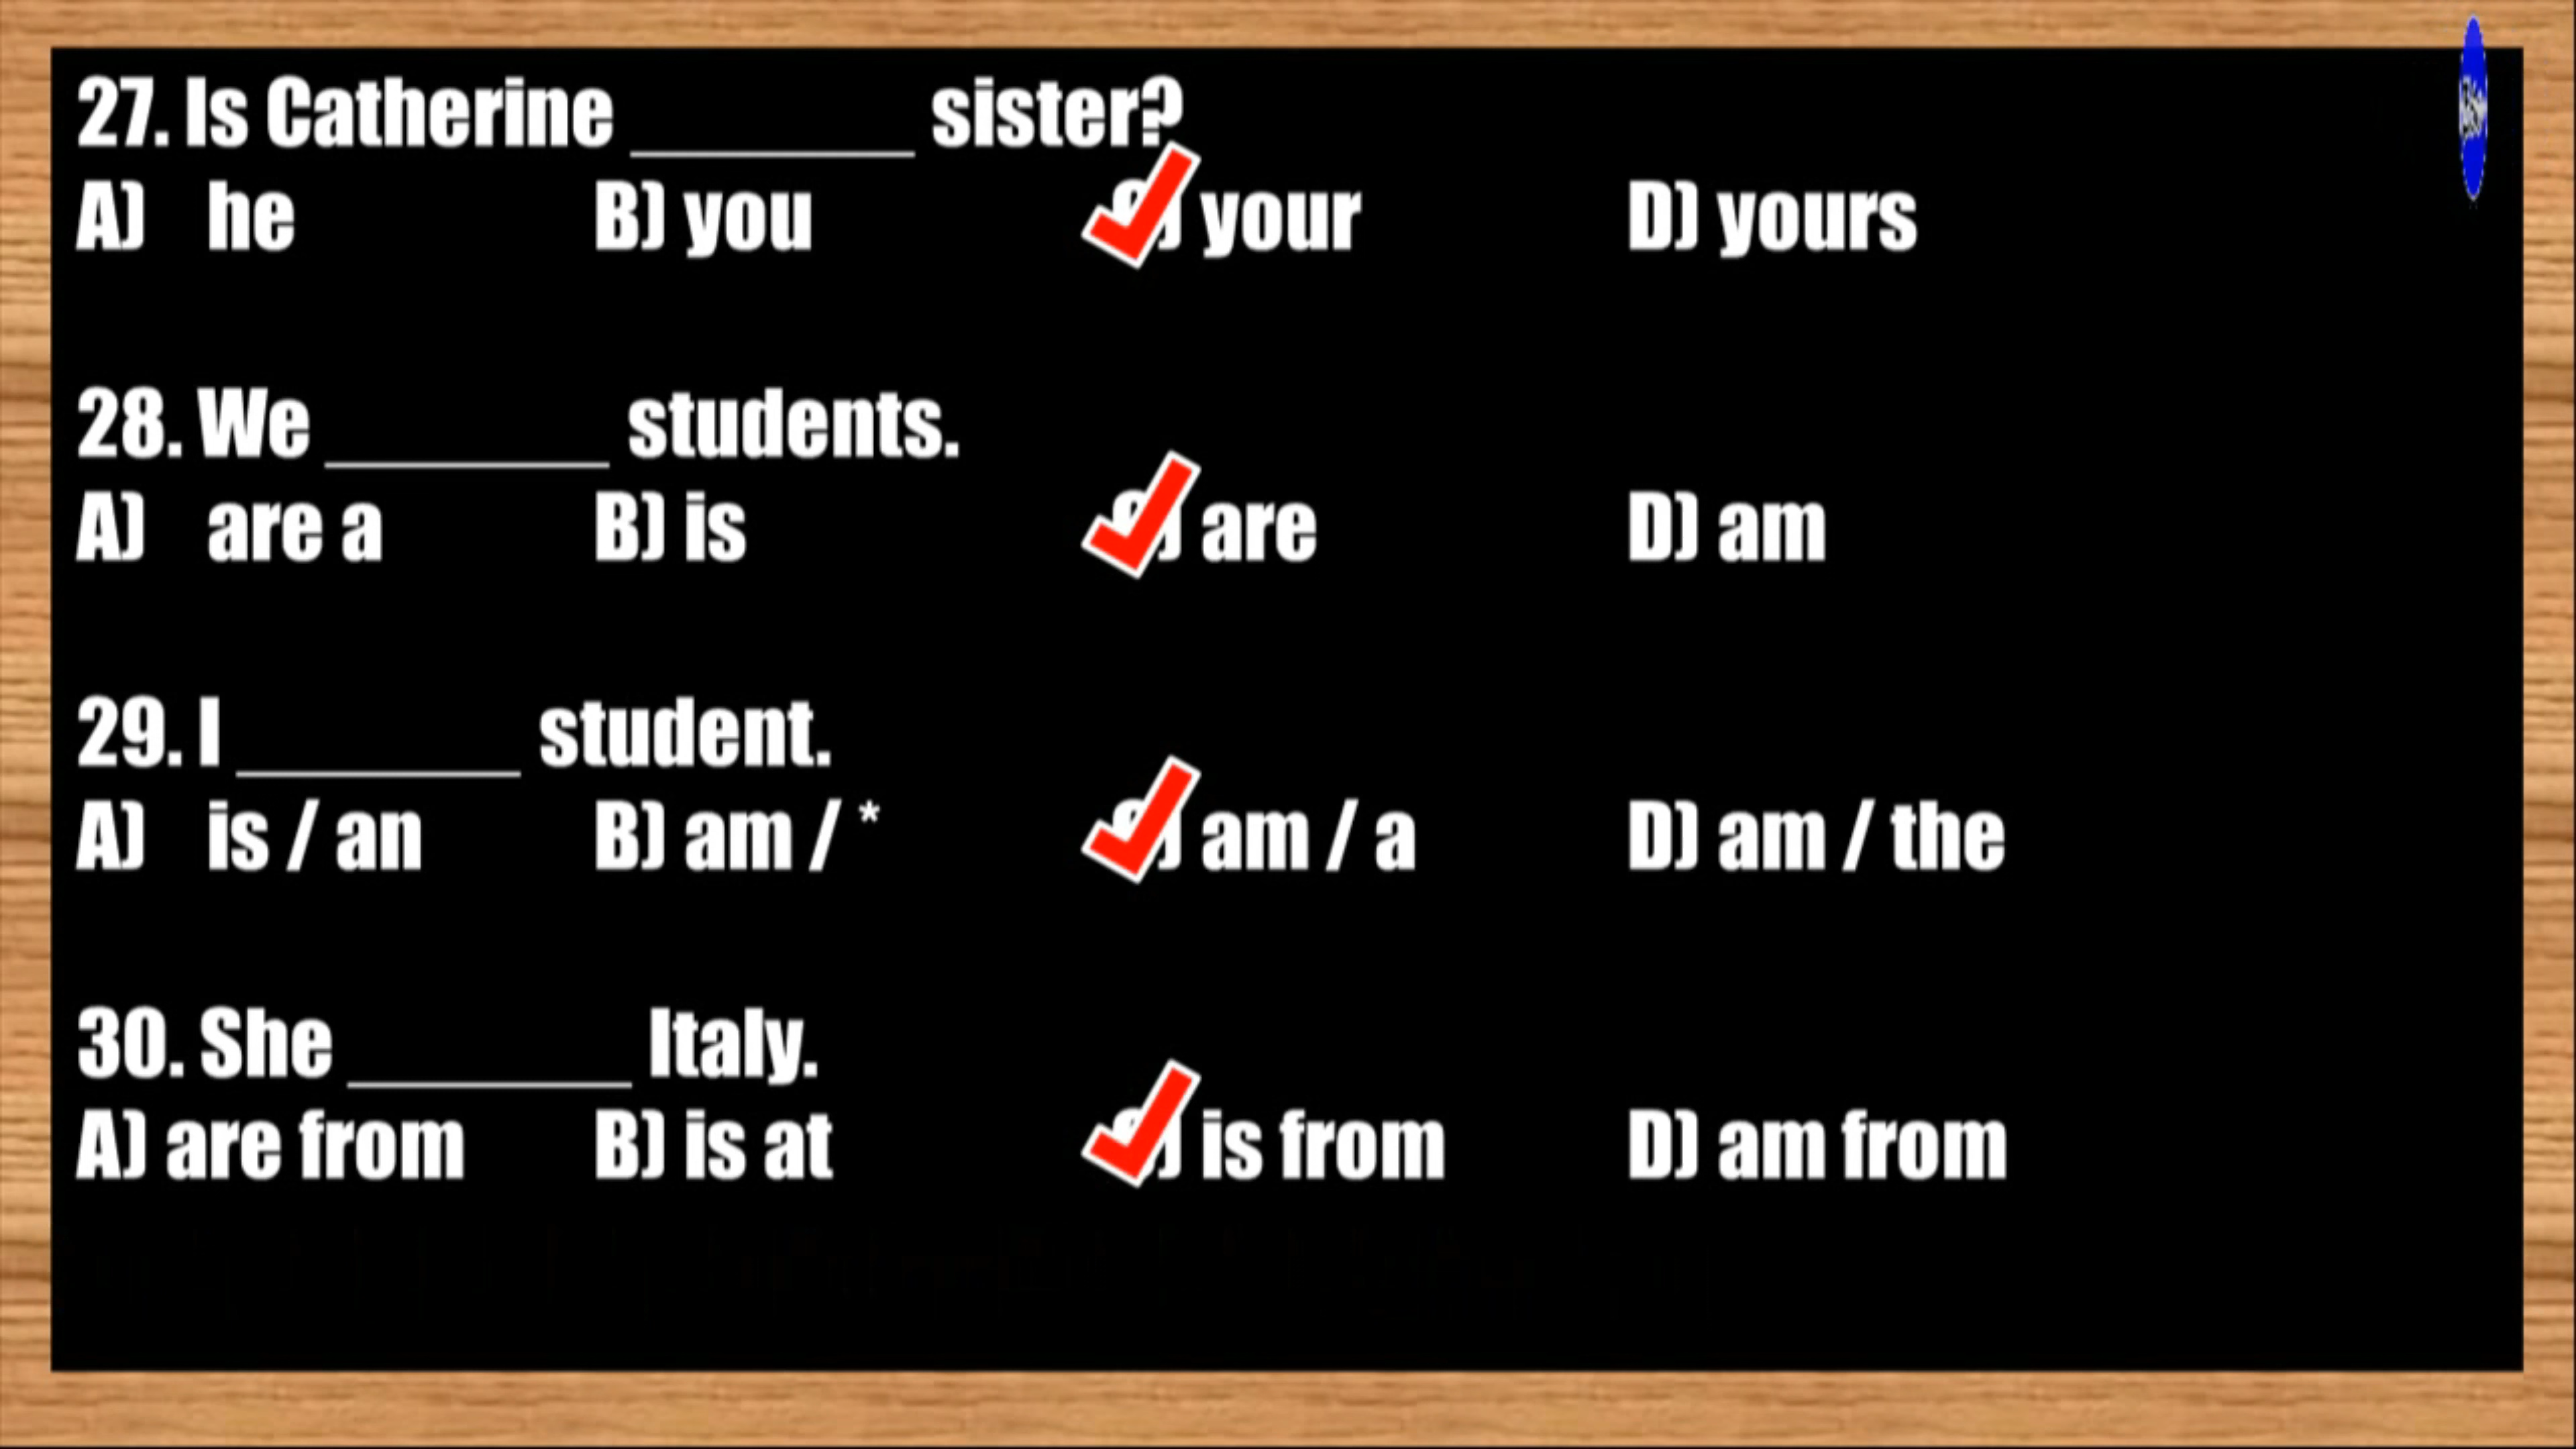 27. Is Catherine ________ sister?
A) he B) you C) your D) yours
28. We ________ students.
A) are a B) is C) are D) am
29. I ________ student.
A) is / an B) am / * C) am / a D) am / the
30. She ________ Italy.
A) are from B) is at C) is from D) am from